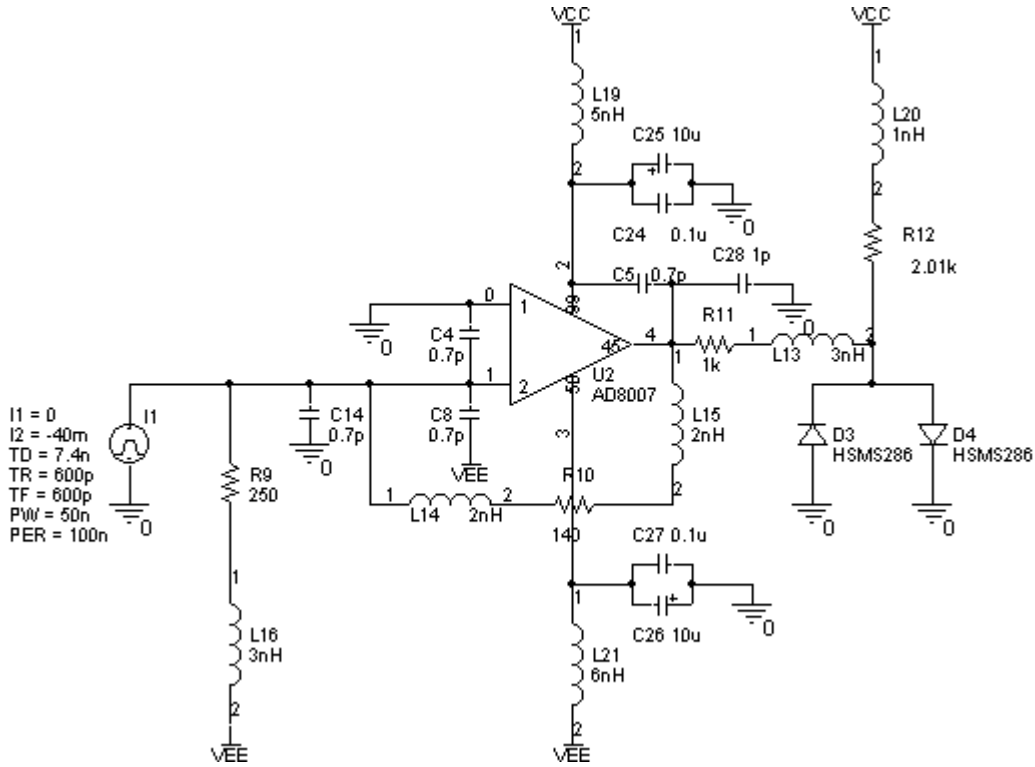 VCC
1
L19
5nH
2
C25 10u
+
0
C24 0.1u
VCC
1
L20
1nH
2
R12
2.01k
2
C5 0.7p
C28 1p
0
0
0
1
99
C4
0.7p
45
4
R11
1k
1
1
L13
3nH
2
1
2
50
U2
AD8007
I1 = 0
I2 = -40m
TD = 7.4n
TR = 600p
TF = 600p
PW = 50n
PER = 100n
I1
0
R9
250
C14
0.7p
0
C8
0.7p
VEE
3
R10
140
L15
2nH
2
D3
HSMS286
0
D4
HSMS286
0
1
L14
2nH
2
C27 0.1u
+
C26 10u
0
1
L16
3nH
2
VEE
1
L21
6nH
2
VEE